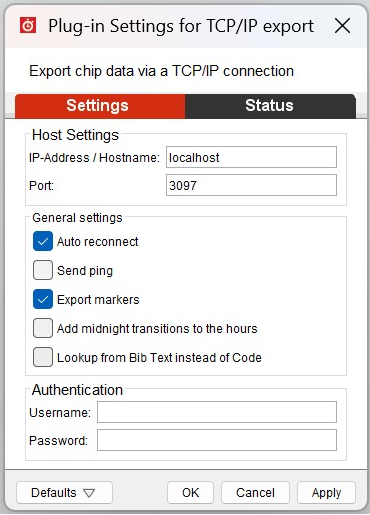 Plug-in Settings for TCP/IP export
Export chip data via a TCP/IP connection
Settings Status
Host Settings
IP-Address / Hostname: localhost
Port: 3097
General settings
Auto reconnect
Send ping
Export markers
Add midnight transitions to the hours
Lookup from Bib Text instead of Code
Authentication
Username:
Password:
Defaults OK Cancel Apply